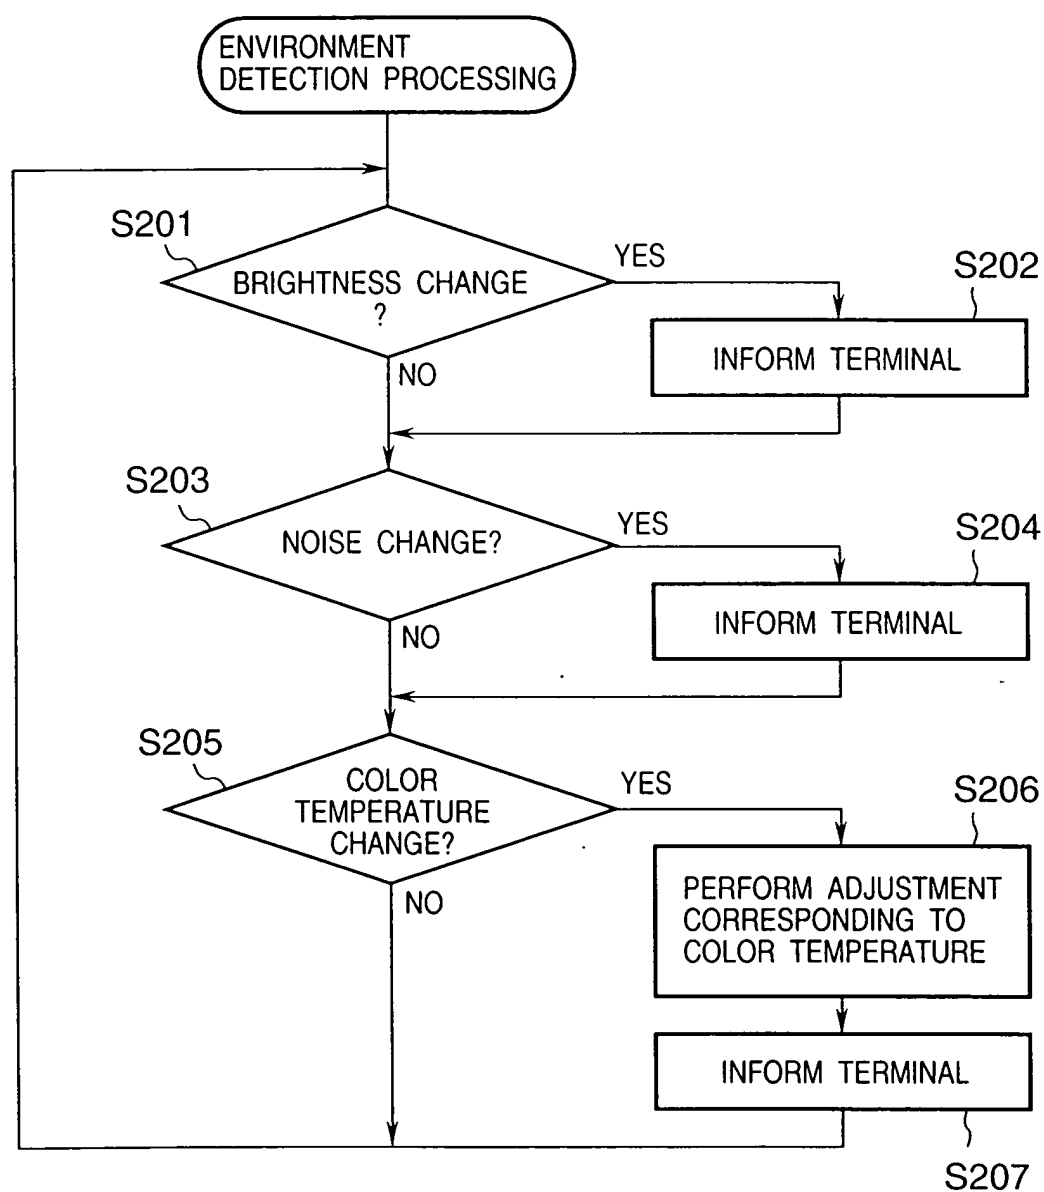 ENVIRONMENT
DETECTION PROCESSING
S201
BRIGHTNESS CHANGE
?
YES
NO
S202
INFORM TERMINAL
S203
NOISE CHANGE?
YES
NO
S204
INFORM TERMINAL
S205
COLOR
TEMPERATURE
CHANGE?
YES
NO
S206
PERFORM ADJUSTMENT
CORRESPONDING TO
COLOR TEMPERATURE
INFORM TERMINAL
S207